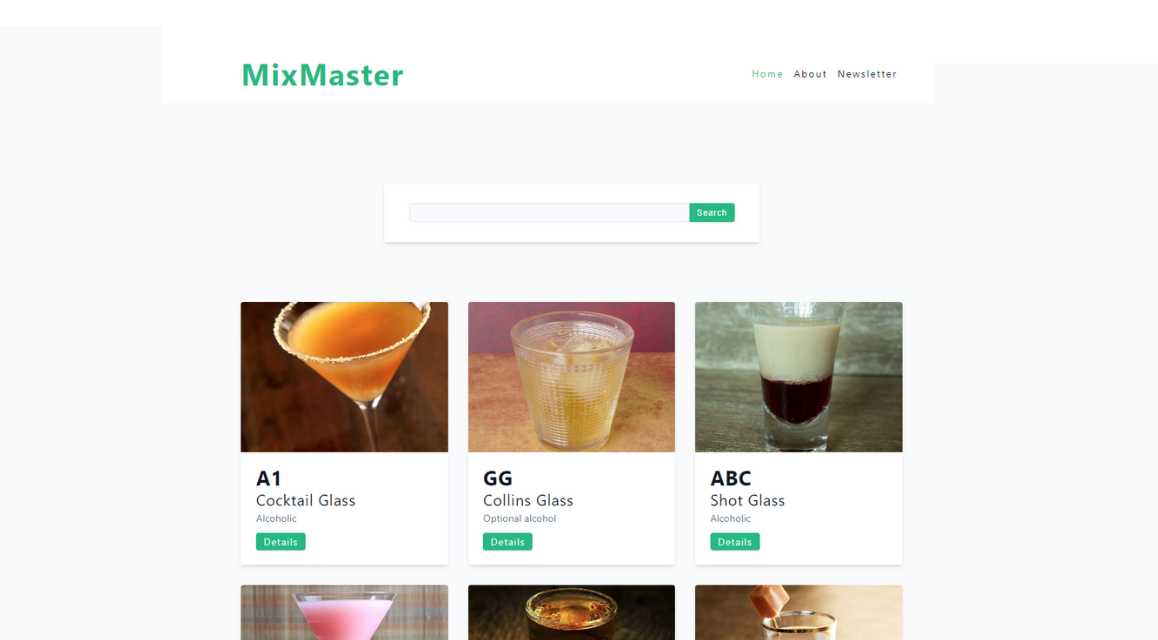 MixMaster
Home About Newsletter
Search
A1
Cocktail Glass
Alcoholic
Details
GG
Collins Glass
Optional alcohol
Details
ABC
Shot Glass
Alcoholic
Details